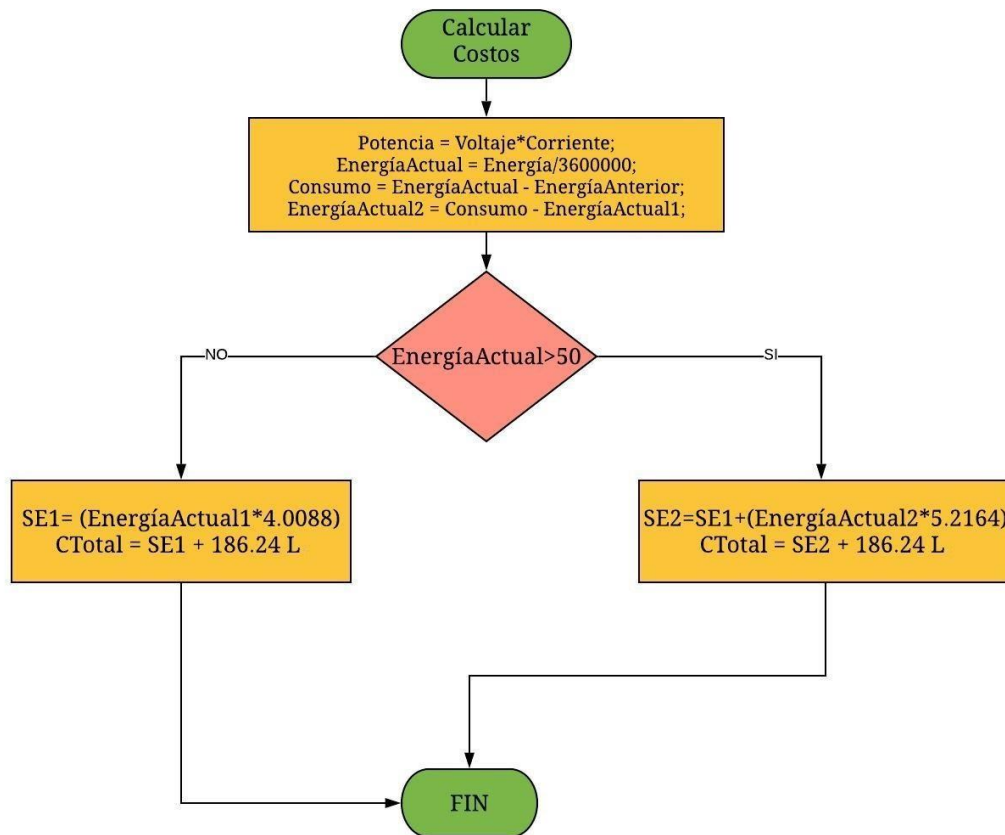 Calcular
Costos
Potencia = Voltaje*Corriente;
EnergíaActual = Energía/3600000;
Consumo = EnergíaActual - EnergíaAnterior;
EnergíaActual2 = Consumo - EnergíaActual1;
EnergíaActual>50
NO
SI
SE1= (EnergíaActual1*4.0088)
CTotal = SE1 + 186.24 L
SE2=SE1+(EnergíaActual2*5.2164)
CTotal = SE2 + 186.24 L
FIN